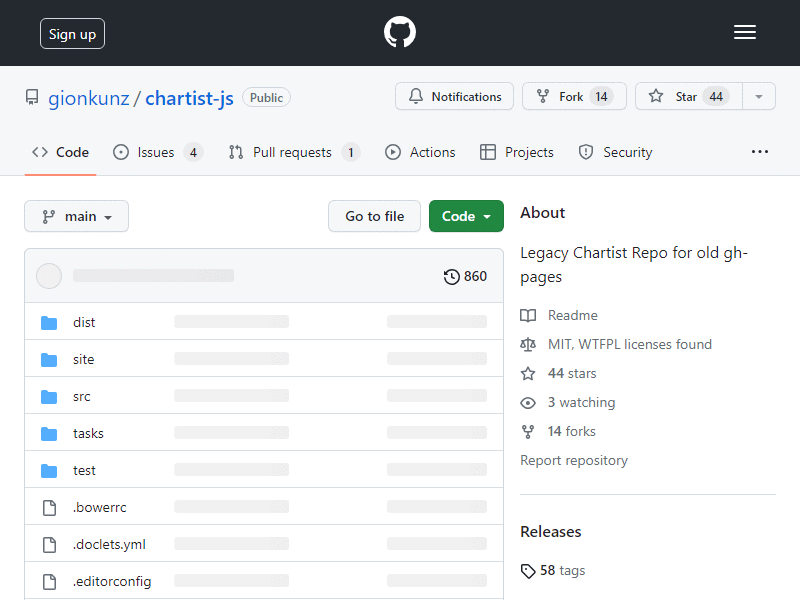 Sign up
gionkunz / chartist-js Public
Notifications Fork 14 Star 44
Code Issues 4 Pull requests 1 Actions Projects Security
main Go to file Code
860
dist
site
src
tasks
test
.bowerrc
.doclets.yml
.editorconfig
About
Legacy Chartist Repo for old gh-
pages
Readme
MIT, WTFPL licenses found
44 stars
3 watching
14 forks
Report repository
Releases
58 tags